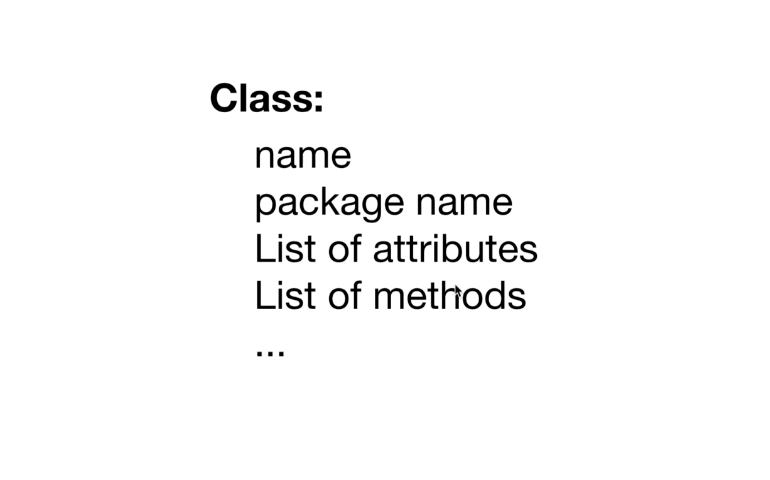 Class:
name
package name
List of attributes
List of methods
...